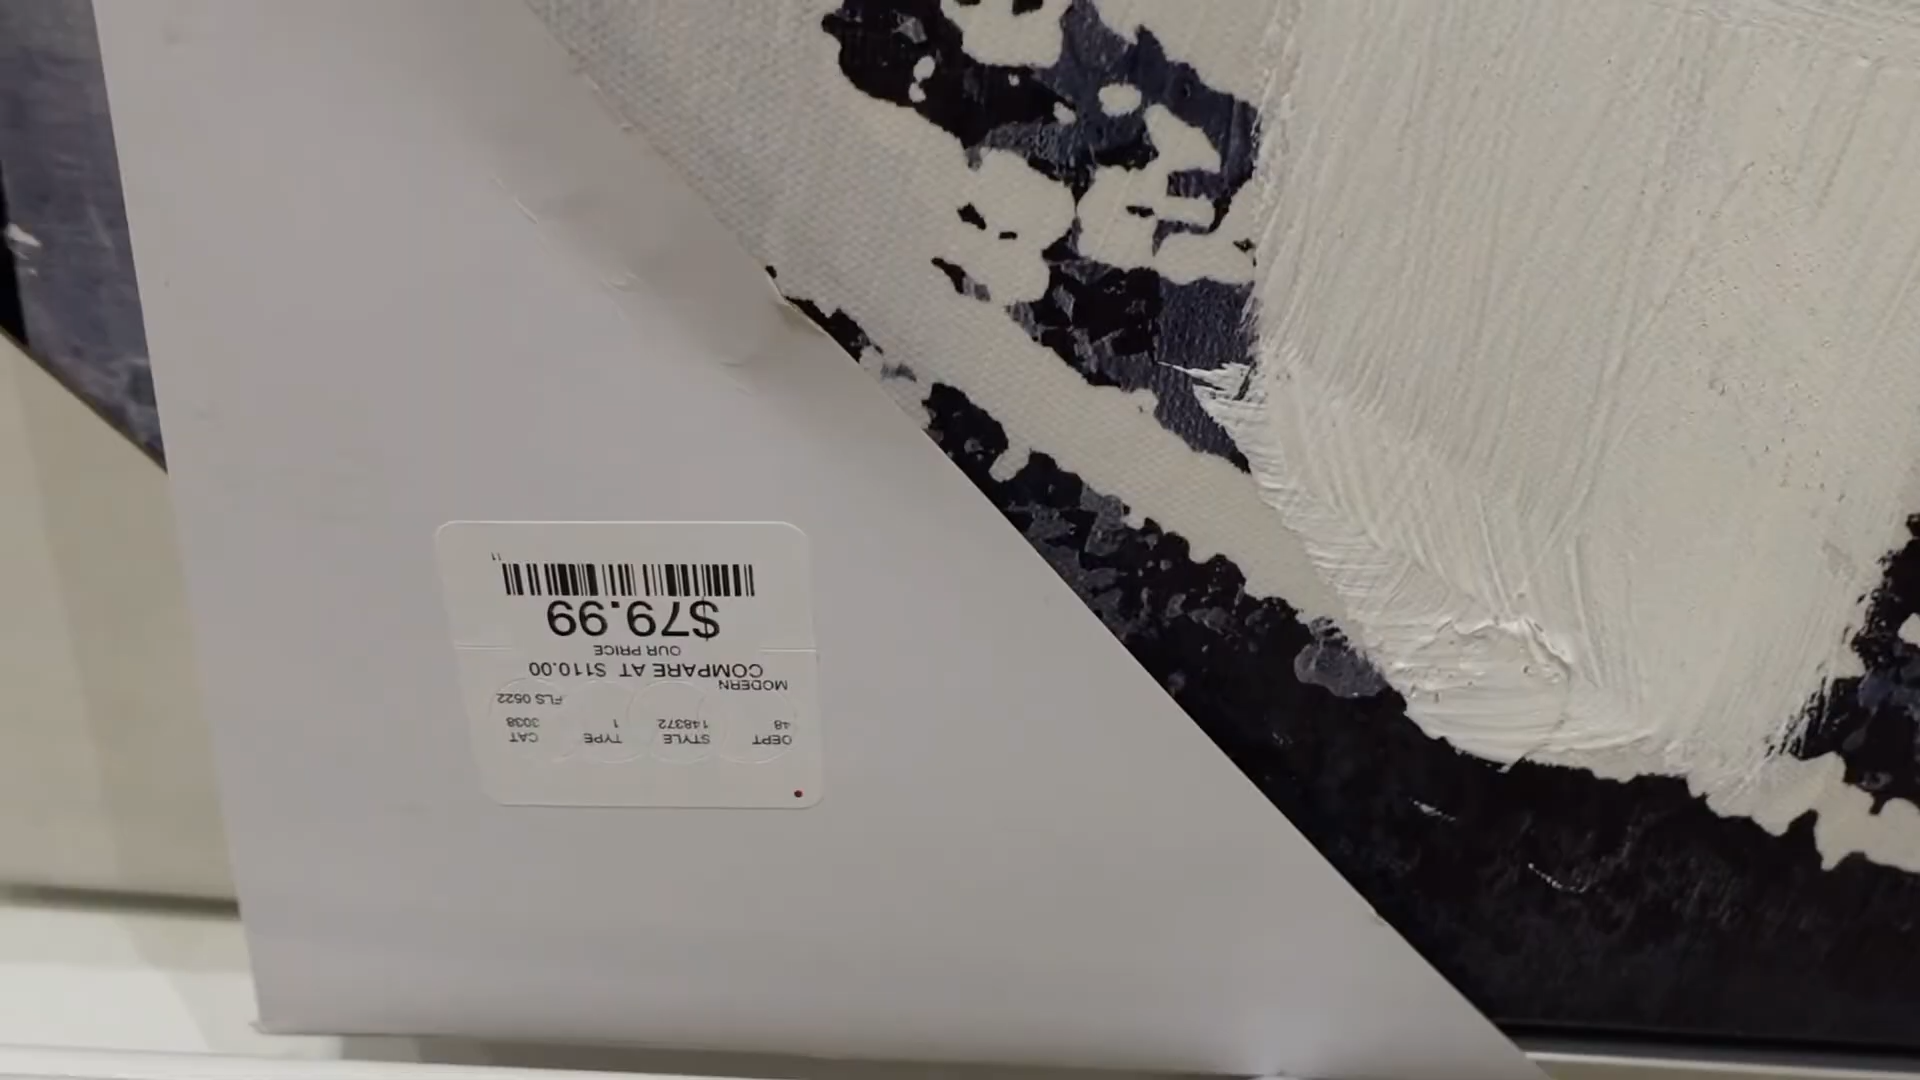 DEPT STYLE TYPE CAT
48 148372 1 3038
FLS 0522
MODERN
COMPARE AT $110.00
OUR PRICE
$79.99
11